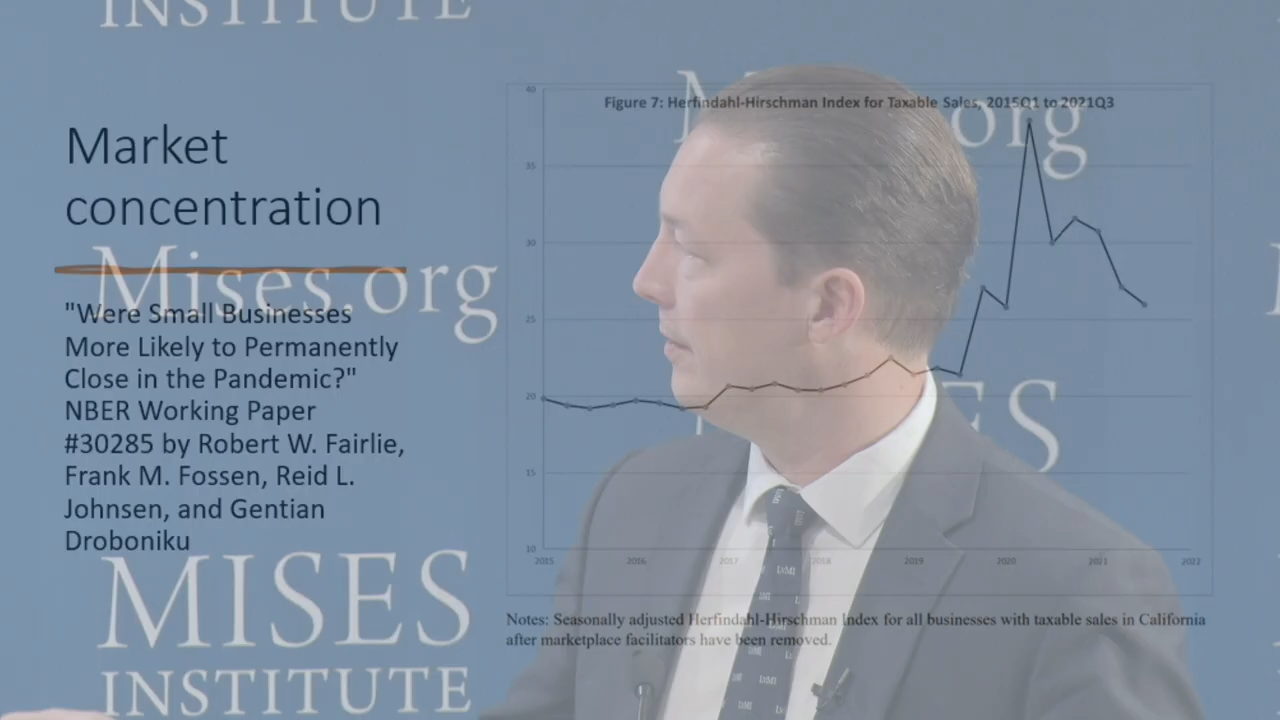 INSTITUTE
Market
concentration
Mises.org
"Were Small Businesses
More Likely to Permanently
Close in the Pandemic?"
NBER Working Paper
#30285 by Robert W. Fairlie,
Frank M. Fossen, Reid L.
Johnsen, and Gentian
Droboniku
MISES
INSTITUTE
M .org
ES
Figure 7: Herfindahl-Hirschman Index for Taxable Sales, 2015Q1 to 2021Q3
40
35
30
25
20
15
10
2015 2016 2017 2018 2019 2020 2021 2022
Notes: Seasonally adjusted Herfindahl-Hirschman Index for all businesses with taxable sales in California
after marketplace facilitators have been removed.